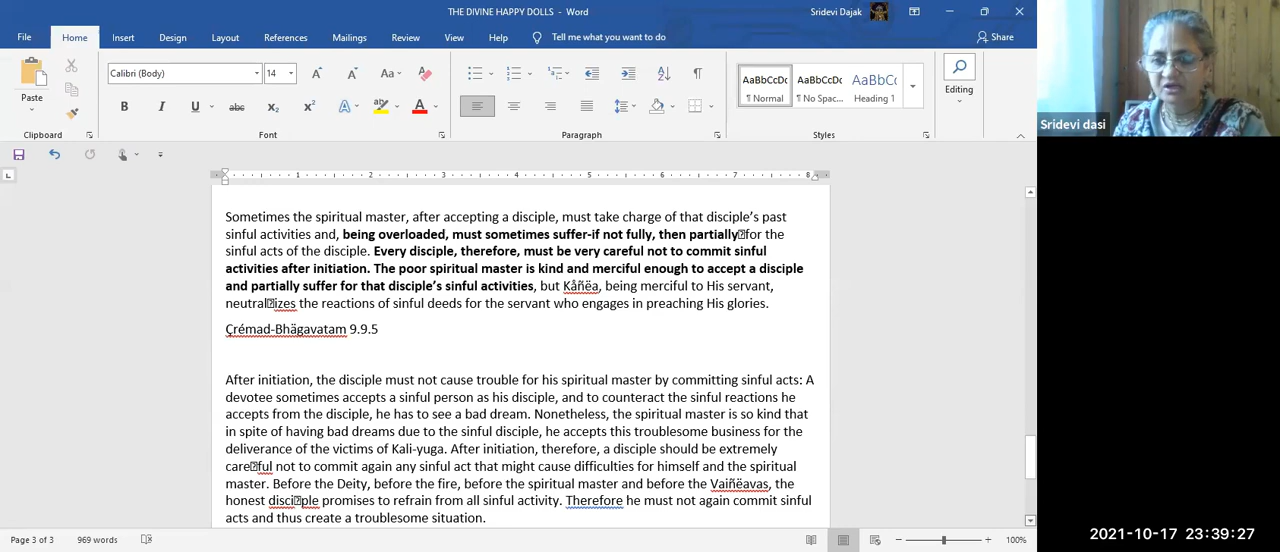 THE DIVINE HAPPY DOLLS - Word
Sridevi Dajak
File Home Insert Design Layout References Mailings Review View Help Tell me what you want to do Share
Paste
Clipboard
Calibri (Body) 14
Font
Paragraph
AaBbCcDc AaBbCcDc AaBbCc
¶ Normal ¶ No Spac... Heading 1
Styles
Editing
Sridevi dasi
1 2 3 4 5 6 7 8
Sometimes the spiritual master, after accepting a disciple, must take charge of that disciple’s past
sinful activities and, being overloaded, must sometimes suffer-if not fully, then partially for the
sinful acts of the disciple. Every disciple, therefore, must be very careful not to commit sinful
activities after initiation. The poor spiritual master is kind and merciful enough to accept a disciple
and partially suffer for that disciple’s sinful activities, but Kåñëa, being merciful to His servant,
neutralizes the reactions of sinful deeds for the servant who engages in preaching His glories.
Çrémad-Bhägavatam 9.9.5
After initiation, the disciple must not cause trouble for his spiritual master by committing sinful acts: A
devotee sometimes accepts a sinful person as his disciple, and to counteract the sinful reactions he
accepts from the disciple, he has to see a bad dream. Nonetheless, the spiritual master is so kind that
in spite of having bad dreams due to the sinful disciple, he accepts this troublesome business for the
deliverance of the victims of Kali-yuga. After initiation, therefore, a disciple should be extremely
careful not to commit again any sinful act that might cause difficulties for himself and the spiritual
master. Before the Deity, before the fire, before the spiritual master and before the Vaiñëavas, the
honest disciple promises to refrain from all sinful activity. Therefore he must not again commit sinful
acts and thus create a troublesome situation.
Page 3 of 3 969 words 100%
2021-10-17 23:39:27